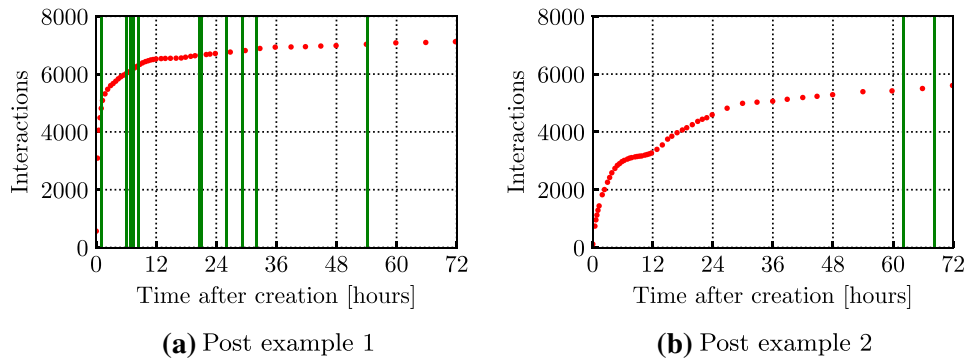 8000
6000
4000
2000
0
Interactions
0 12 24 36 48 60 72
Time after creation [hours]
(a) Post example 1
8000
6000
4000
2000
0
Interactions
0 12 24 36 48 60 72
Time after creation [hours]
(b) Post example 2